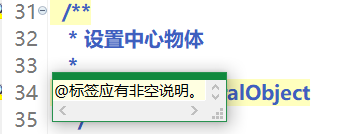 31 /**
32 * 设置中心物体
33 *
@标签应有非空说明。
34 alObject
35 /